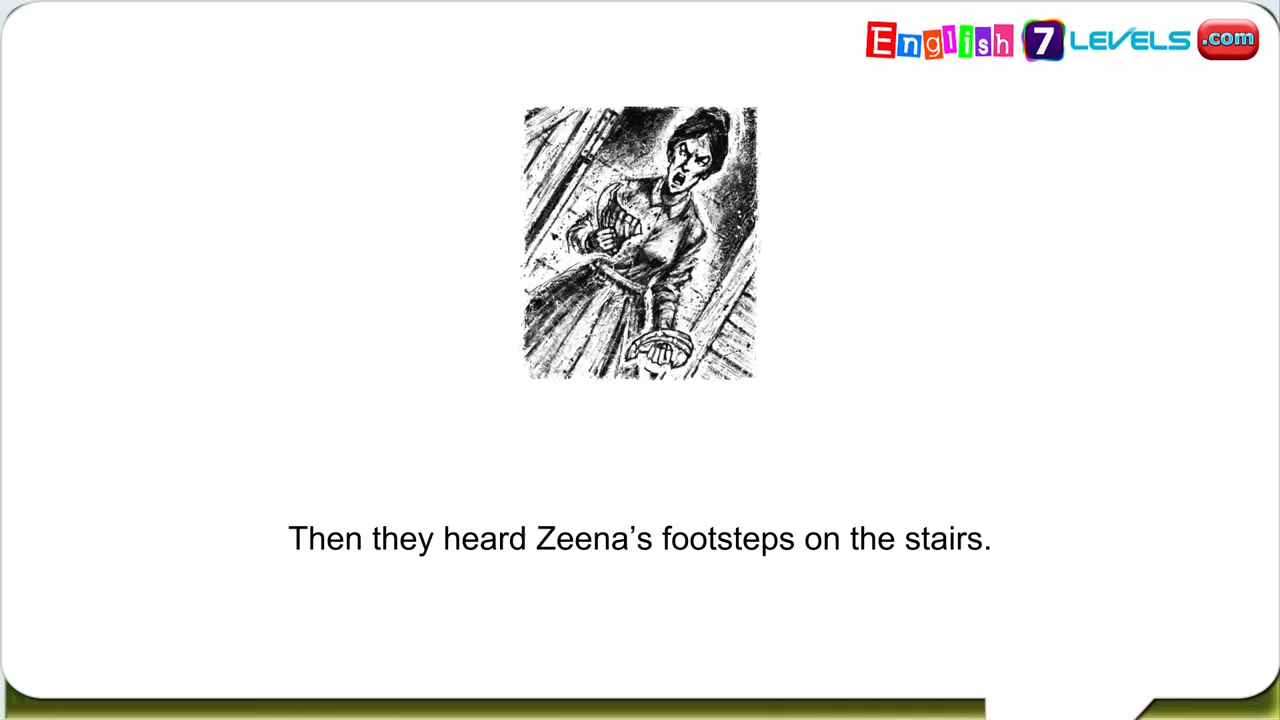 English 7 LEVELS .com
Then they heard Zeena’s footsteps on the stairs.